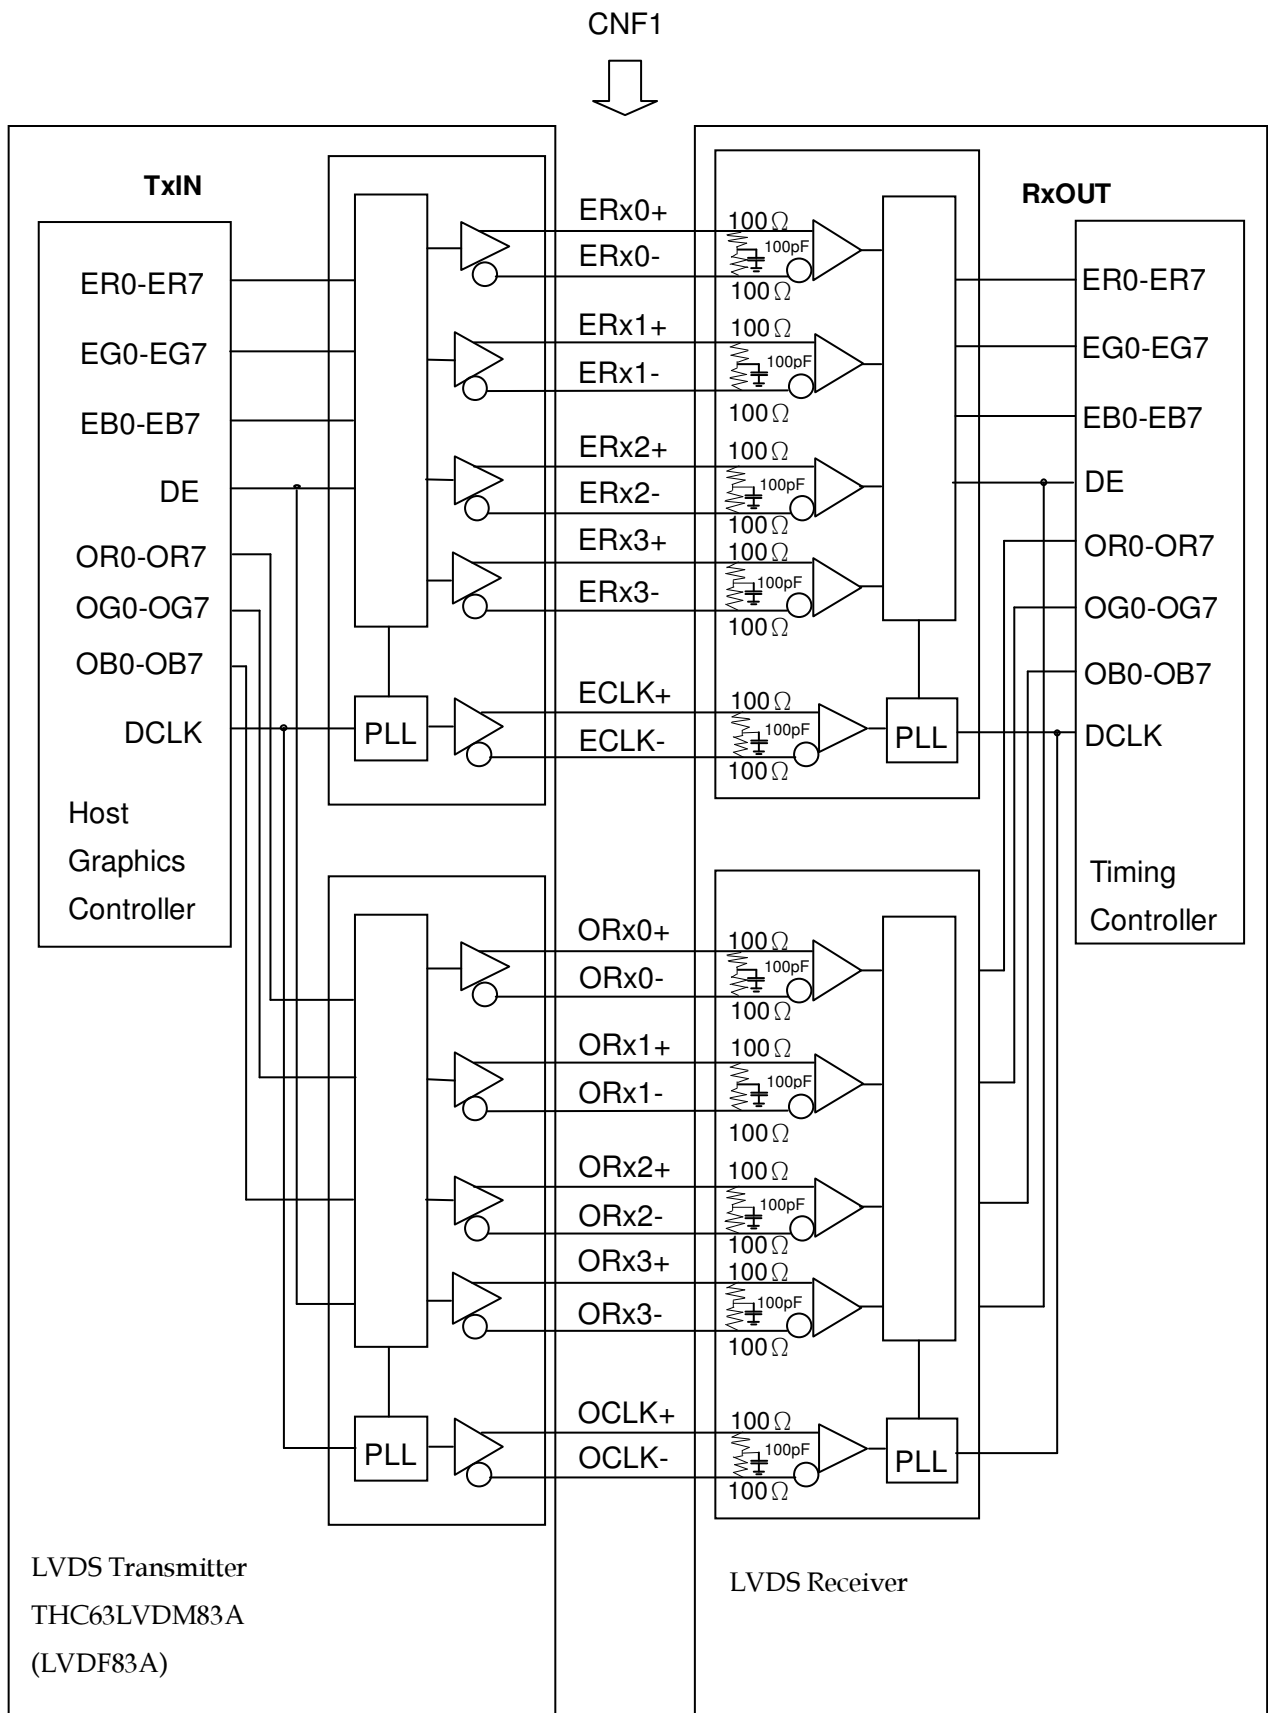 CNF1
TxIN
RxOUT
ER0-ER7
EG0-EG7
EB0-EB7
DE
OR0-OR7
OG0-OG7
OB0-OB7
DCLK
Host
Graphics
Controller
PLL
ERx0+
ERx0-
ERx1+
ERx1-
ERx2+
ERx2-
ERx3+
ERx3-
ECLK+
ECLK-
100Ω
100pF
100Ω
100Ω
100pF
100Ω
100Ω
100pF
100Ω
100Ω
100pF
100Ω
100Ω
100pF
100Ω
PLL
ER0-ER7
EG0-EG7
EB0-EB7
DE
OR0-OR7
OG0-OG7
OB0-OB7
DCLK
Timing
Controller
PLL
ORx0+
ORx0-
ORx1+
ORx1-
ORx2+
ORx2-
ORx3+
ORx3-
OCLK+
OCLK-
100Ω
100pF
100Ω
100Ω
100pF
100Ω
100Ω
100pF
100Ω
100Ω
100pF
100Ω
100Ω
100pF
100Ω
PLL
LVDS Transmitter
THC63LVDM83A
(LVDF83A)
LVDS Receiver